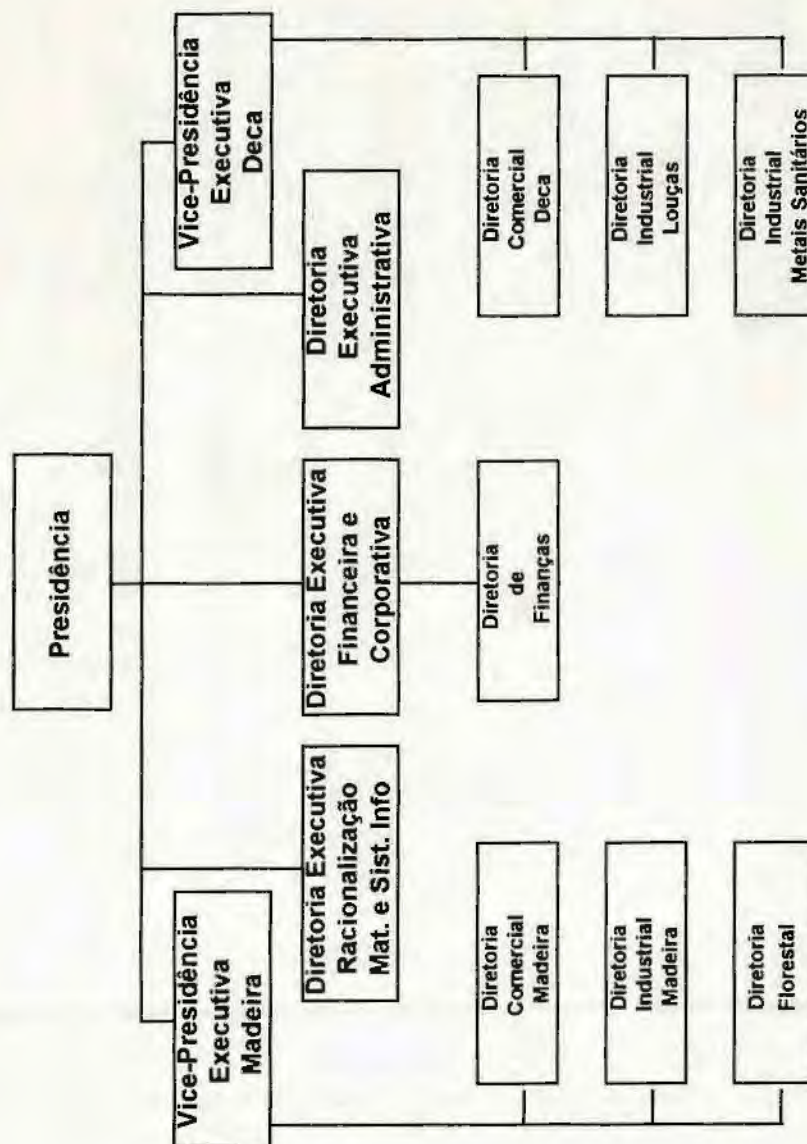 Presidência
Vice-Presidência
Executiva
Madeira
Diretoria Executiva
Racionalização
Mat. e Sist. Info
Diretoria Executiva
Financeira e
Corporativa
Diretoria
Executiva
Administrativa
Vice-Presidência
Executiva
Deca
Diretoria
Comercial
Madeira
Diretoria
Industrial
Madeira
Diretoria
Florestal
Diretoria
de
Finanças
Diretoria
Comercial
Deca
Diretoria
Industrial
Louças
Diretoria
Industrial
Metais Sanitários